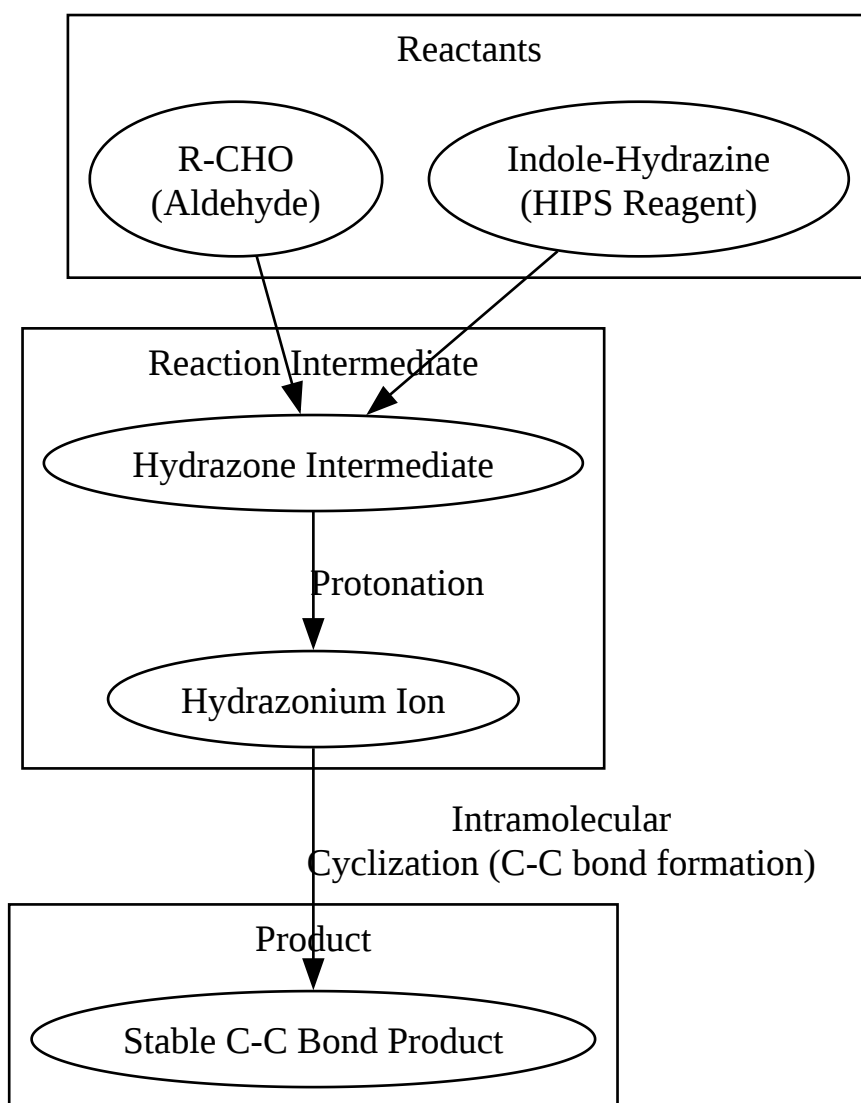 Reactants
R-CHO
(Aldehyde)
Indole-Hydrazine
(HIPS Reagent)
Reaction Intermediate
Hydrazone Intermediate
Protonation
Hydrazonium Ion
Intramolecular
Cyclization (C-C bond formation)
Product
Stable C-C Bond Product